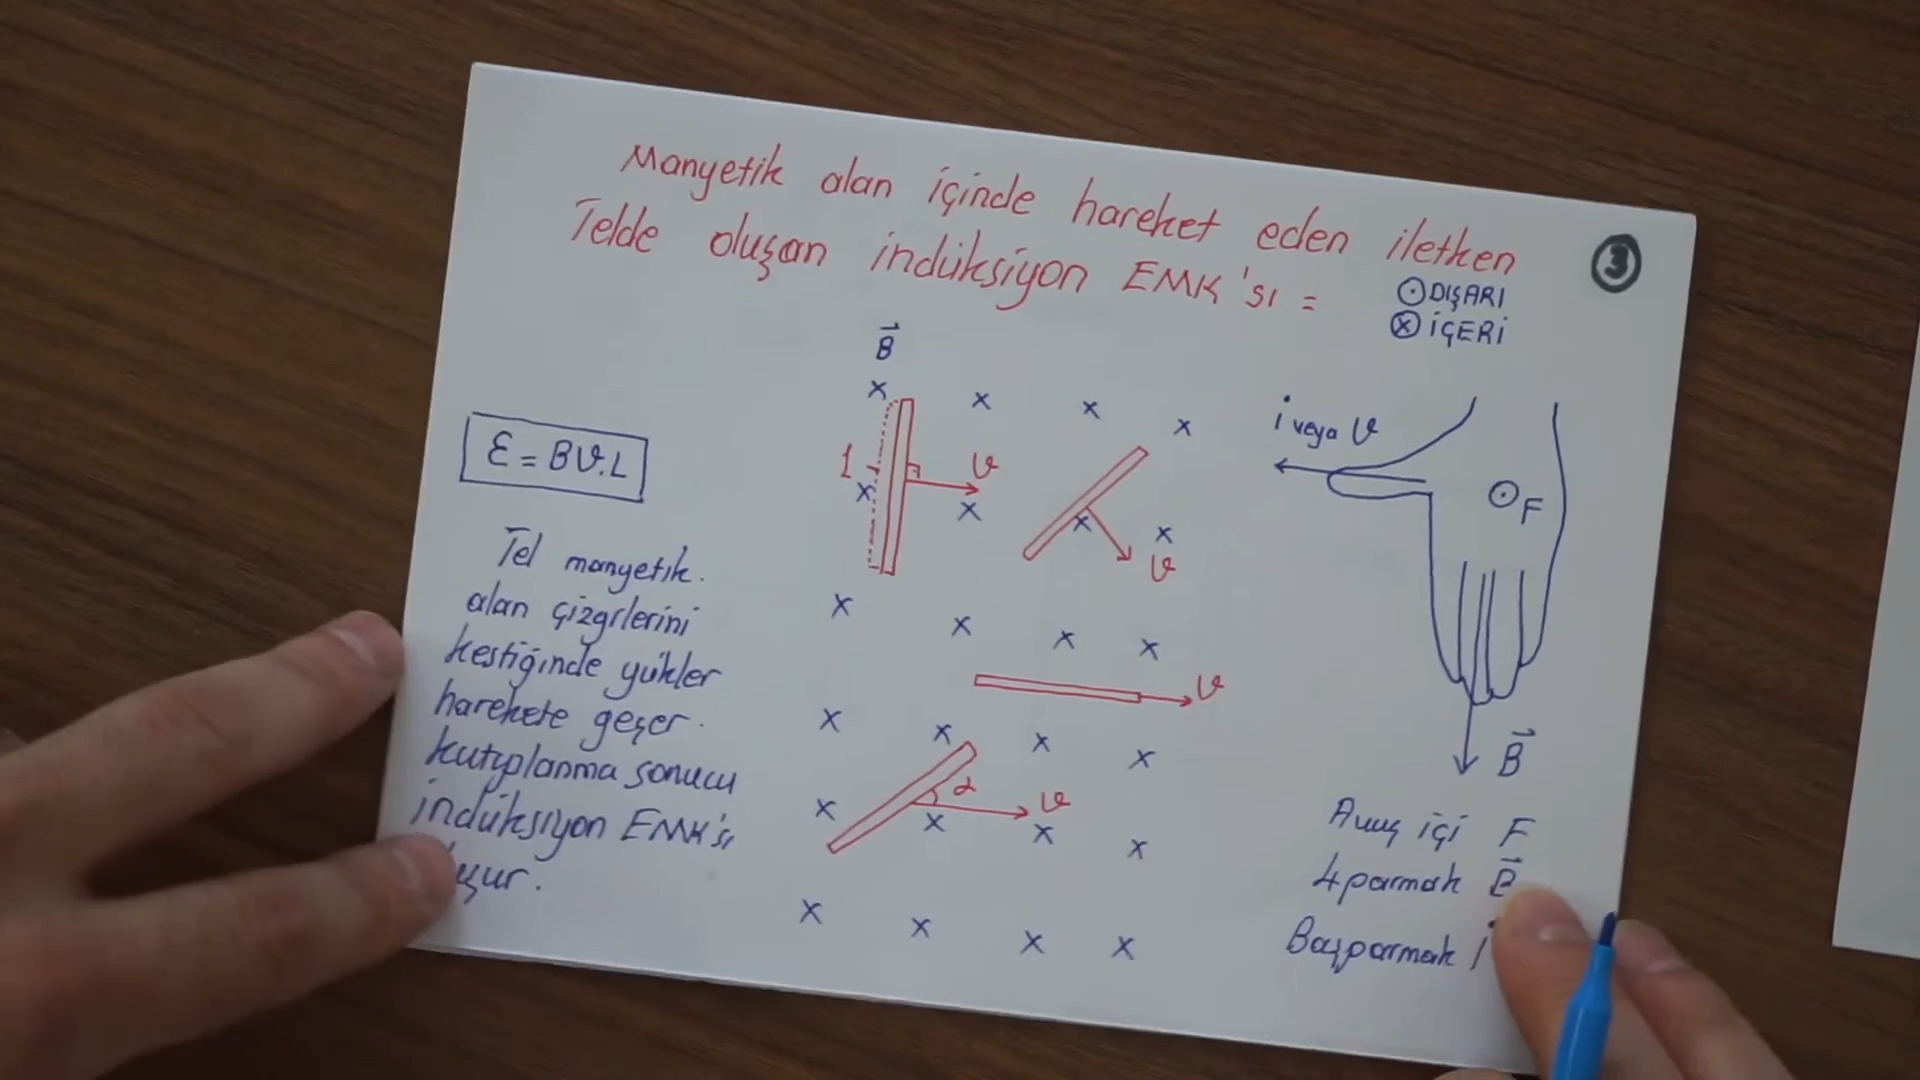 Manyetik alan içinde hareket eden iletken
Telde oluşan indüksiyon EMK'sı =
3
⊙ DIŞARI
⊗ İÇERİ
B
l
v
v
v
α v
ε = Bv.L
Tel manyetik.
alan çizgilerini
kestiğinde yükler
harekete geçer.
kutuplanma sonucu
indüksiyon EMK'sı
i veya v
⊙ F
B
Avuç içi F
4 parmak B
Başparmak i